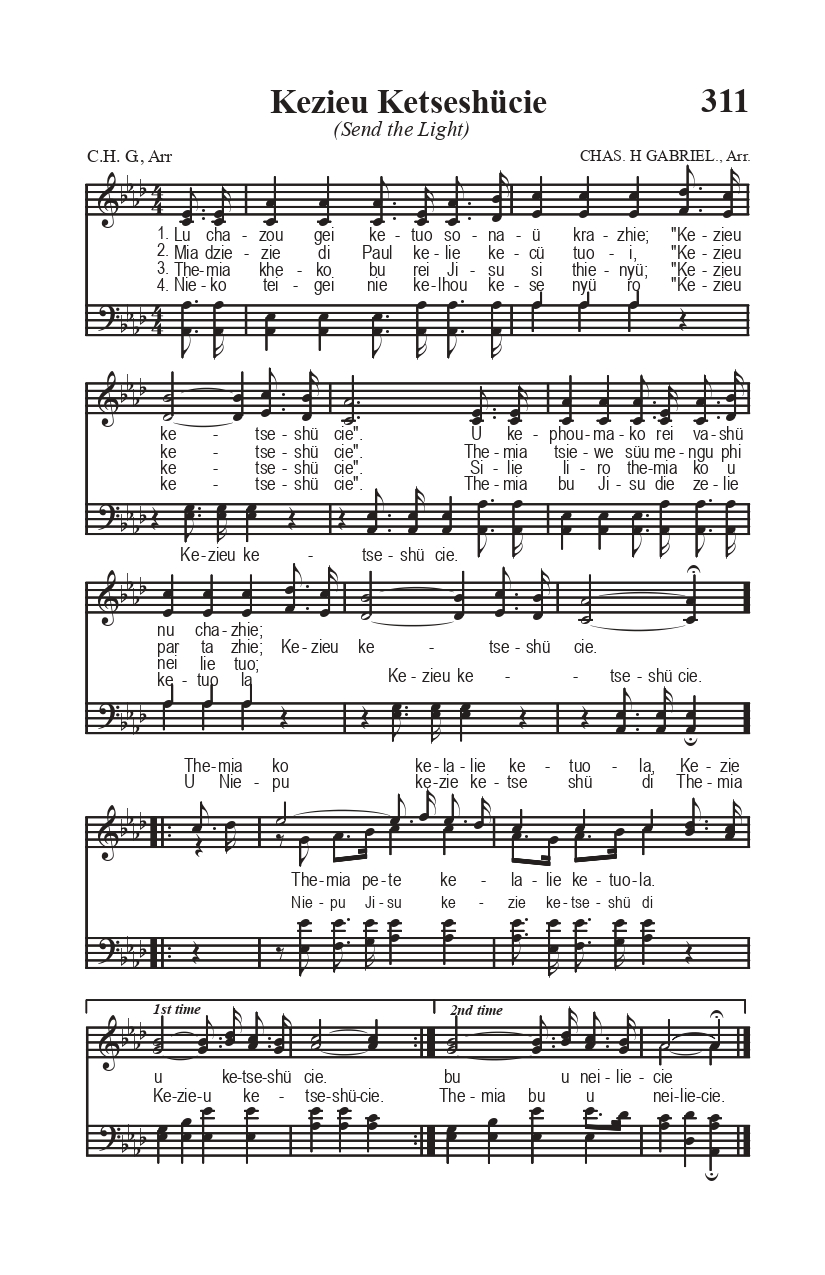 Kezieu Ketseshücie 311
(Send the Light)
C.H. G., Arr CHAS. H GABRIEL., Arr.
1. Lu cha - zou gei ke - tuo so - na - ü kra - zhie; "Ke - zieu
2. Mia dzie - zie di Paul ke - lie ke - cü tuo - i, "Ke - zieu
3. The - mia khe - ko bu rei Ji - su si thie - nyü; "Ke - zieu
4. Nie - ko tei - gei nie ke - lhou ke - se nyü ro "Ke - zieu
ke - tse - shü cie". U ke - phou - ma - ko rei va - shü
ke - tse - shü cie". The - mia tsie - we süu me - ngu phi
ke - tse - shü cie". Si - lie li - ro the - mia ko u
ke - tse - shü cie". The - mia bu Ji - su die ze - lie
Ke - zieu ke - tse - shü cie.
nu cha - zhie;
par ta zhie; Ke - zieu ke - tse - shü cie.
nei lie tuo;
ke - tuo la Ke - zieu ke - - tse - shü cie.
The - mia ko ke - la - lie ke - tuo - la, Ke - zie
U Nie - pu ke - zie ke - tse shü di The - mia
The - mia pe - te ke - la - lie ke - tuo - la.
Nie - pu Ji - su ke - zie ke - tse - shü di
1st time 2nd time
u ke - tse - shü cie. bu u nei - lie - cie
Ke - zie - u ke - tse - shü - cie. The - mia bu u nei - lie - cie.